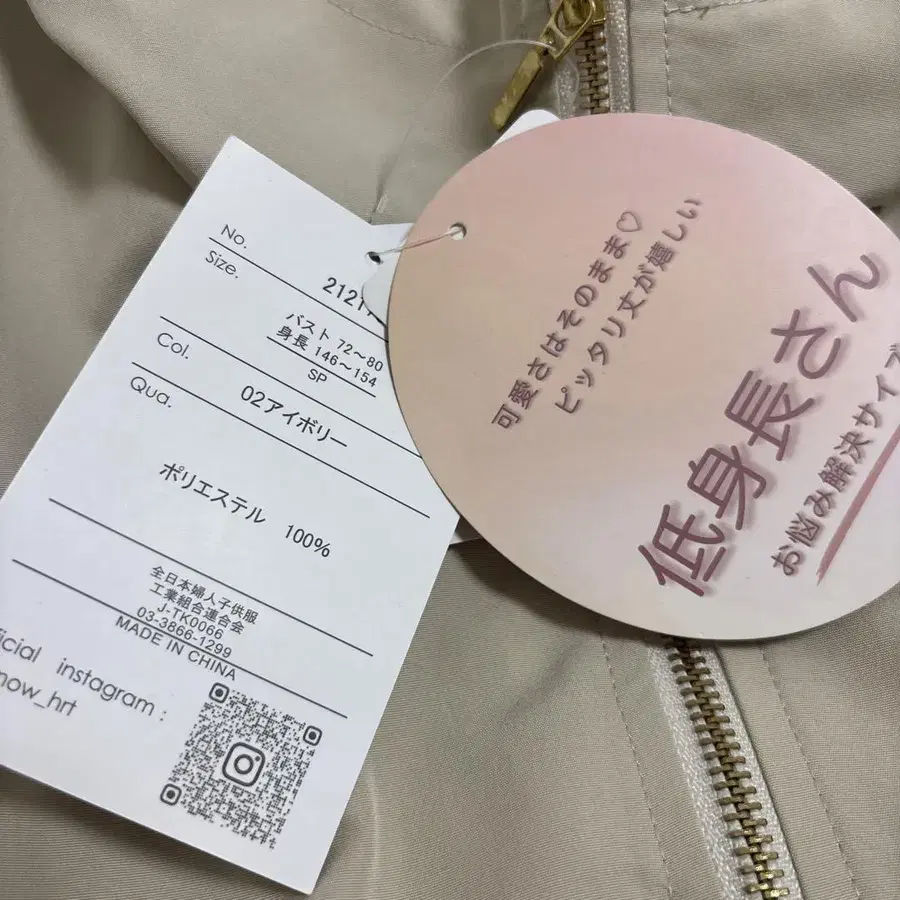 No.
Size.
バスト 72〜80
身長 146〜154
SP
Col.
02アイボリー
Qua.
ポリエステル 100%
全日本婦人子供服
工業組合連合会
J-TK0066
03-3866-1299
MADE IN CHINA
instagram :
可愛さはそのまま♡
ピッタリ丈が嬉しい
低身長さん
お悩み解決サイズ